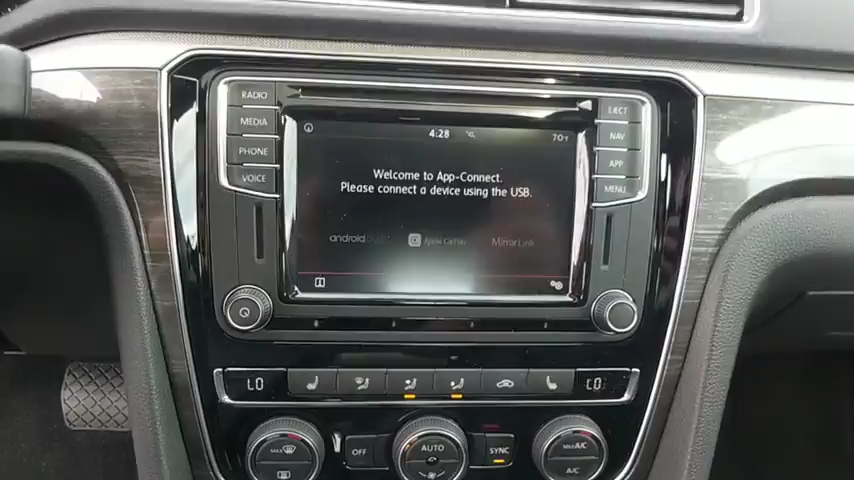 RADIO
MEDIA
PHONE
VOICE
EJECT
NAV
APP
MENU
4:28
70°F
Welcome to App-Connect.
Please connect a device using the USB.
android
Apple CarPlay
MirrorLink
LO
LO
MAX
OFF
AUTO
SYNC
MAX A/C
A/C